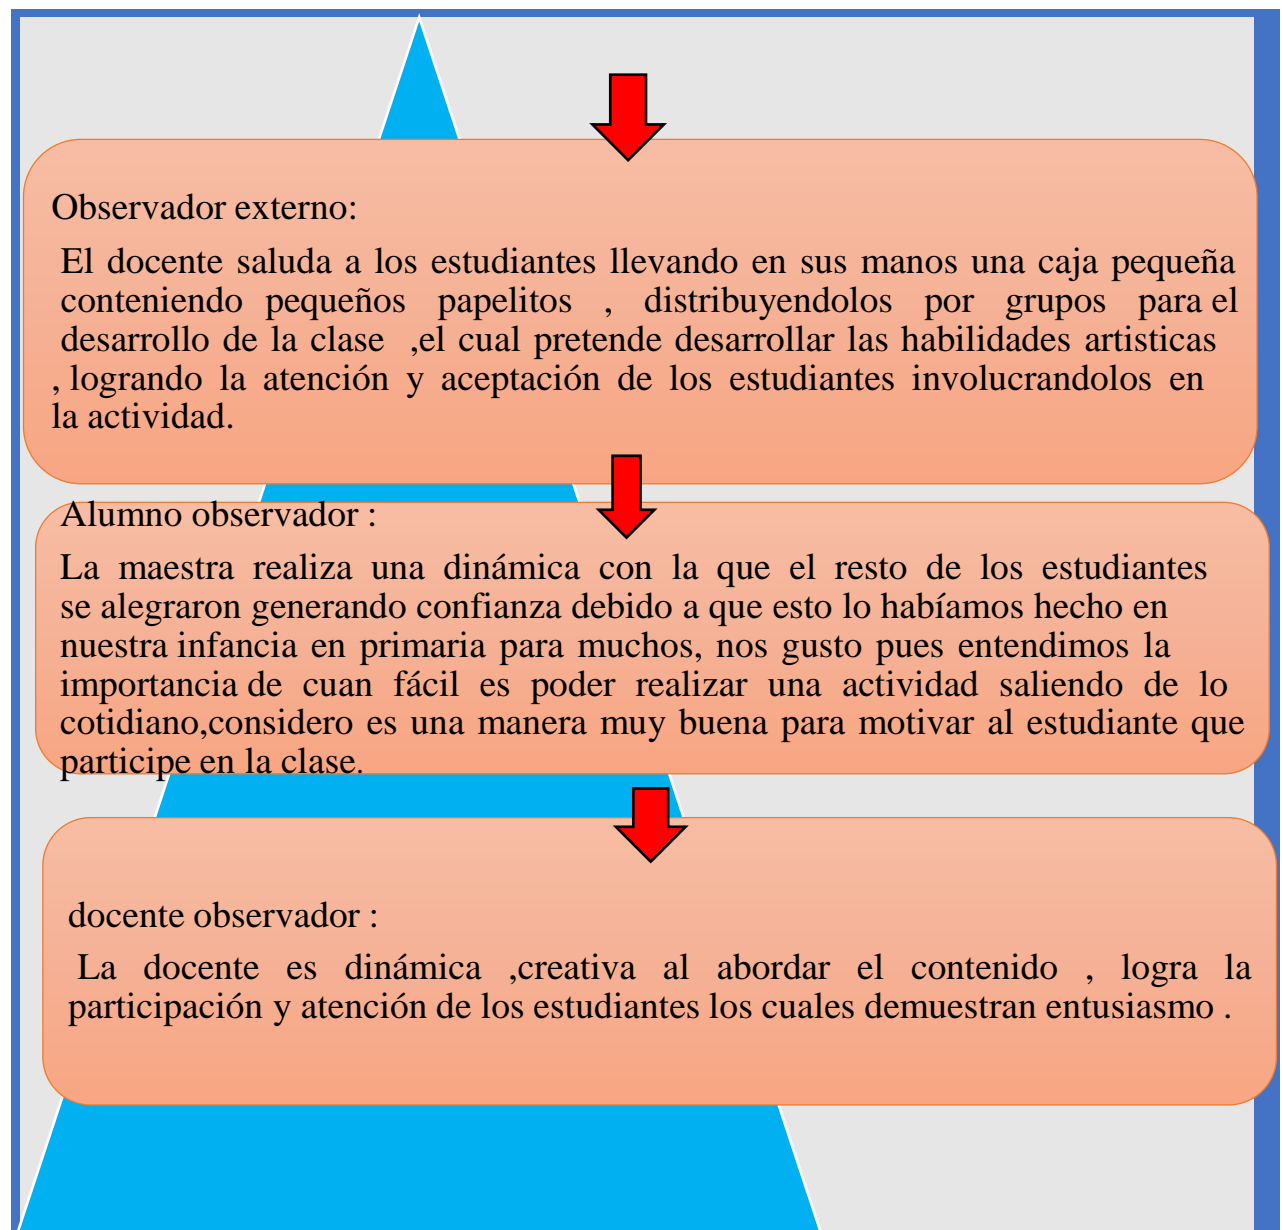 Observador externo:
El docente saluda a los estudiantes llevando en sus manos una caja pequeña
conteniendo pequeños papelitos , distribuyendolos por grupos para el
desarrollo de la clase ,el cual pretende desarrollar las habilidades artisticas
, logrando la atención y aceptación de los estudiantes involucrandolos en
la actividad.
Alumno observador :
La maestra realiza una dinámica con la que el resto de los estudiantes
se alegraron generando confianza debido a que esto lo habíamos hecho en
nuestra infancia en primaria para muchos, nos gusto pues entendimos la
importancia de cuan fácil es poder realizar una actividad saliendo de lo
cotidiano,considero es una manera muy buena para motivar al estudiante que
participe en la clase.
docente observador :
La docente es dinámica ,creativa al abordar el contenido , logra la
participación y atención de los estudiantes los cuales demuestran entusiasmo .